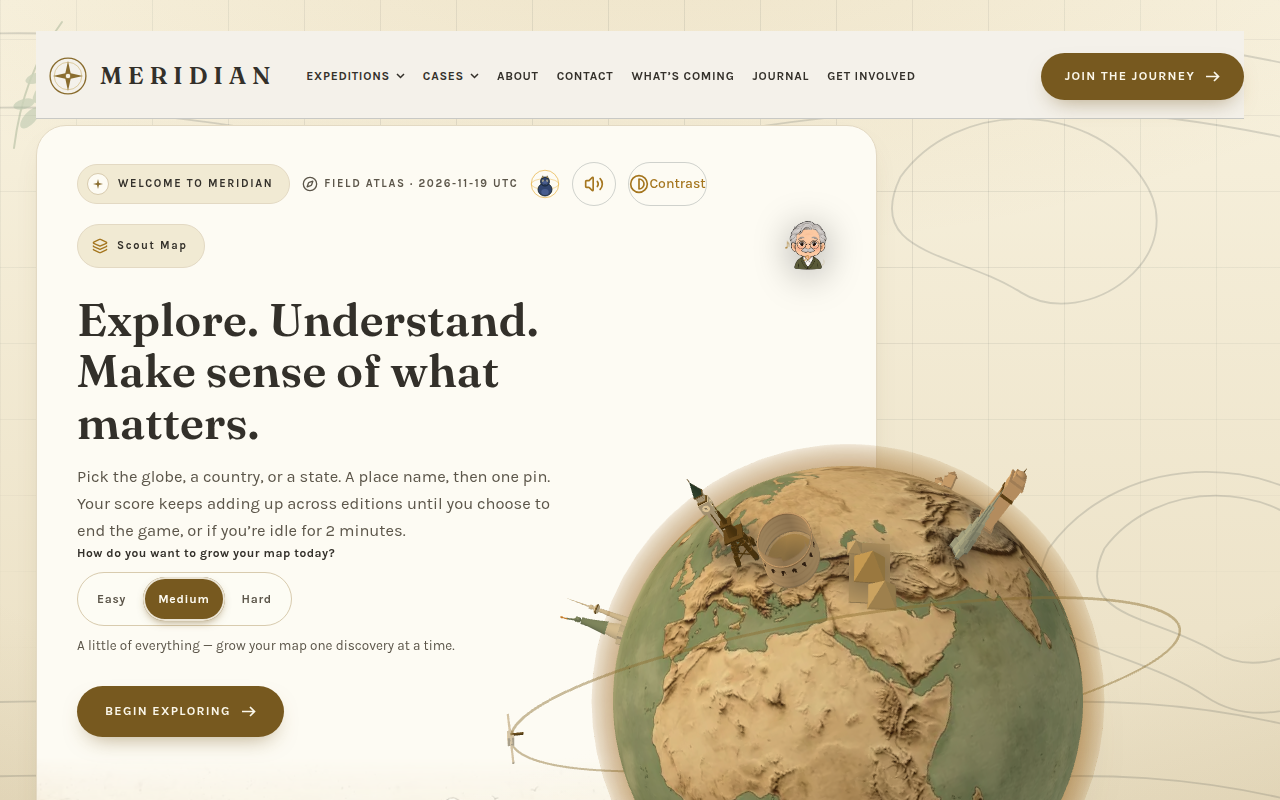 MERIDIAN
EXPEDITIONS
CASES
ABOUT
CONTACT
WHAT'S COMING
JOURNAL
GET INVOLVED
JOIN THE JOURNEY
WELCOME TO MERIDIAN
FIELD ATLAS · 2026-11-19 UTC
Contrast
Scout Map
Explore. Understand.
Make sense of what
matters.
Pick the globe, a country, or a state. A place name, then one pin.
Your score keeps adding up across editions until you choose to
end the game, or if you're idle for 2 minutes.
How do you want to grow your map today?
Easy
Medium
Hard
A little of everything — grow your map one discovery at a time.
BEGIN EXPLORING